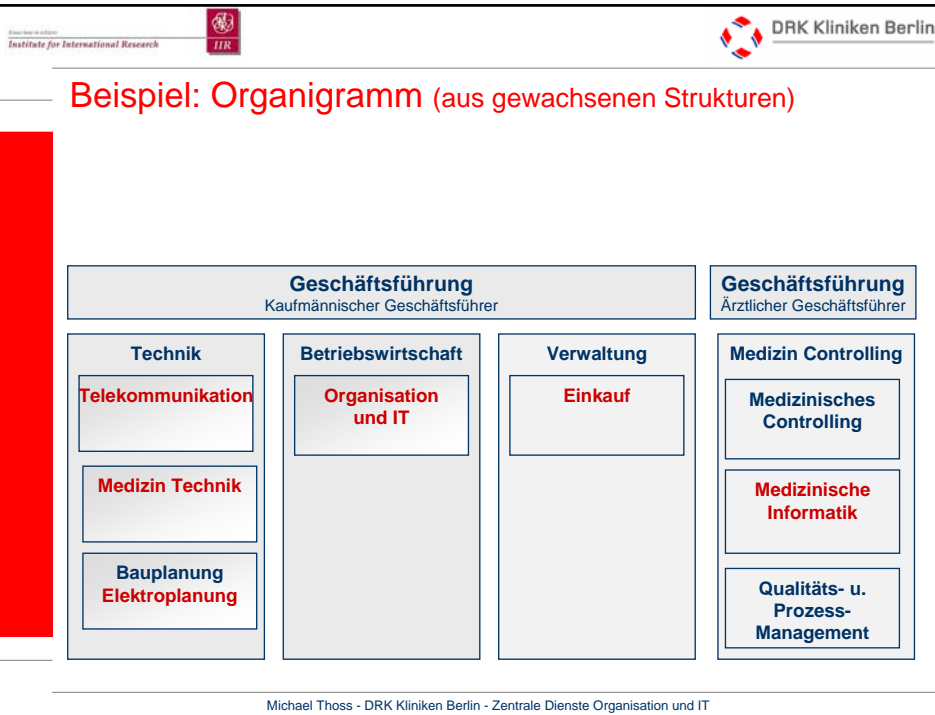 Institute for International Research
IIR
DRK Kliniken Berlin
Beispiel: Organigramm (aus gewachsenen Strukturen)
Geschäftsführung
Kaufmännischer Geschäftsführer
Geschäftsführung
Ärztlicher Geschäftsführer
Technik
Telekommunikation
Medizin Technik
Bauplanung
Elektroplanung
Betriebswirtschaft
Organisation
und IT
Verwaltung
Einkauf
Medizin Controlling
Medizinisches
Controlling
Medizinische
Informatik
Qualitäts- u.
Prozess-
Management
Michael Thoss - DRK Kliniken Berlin - Zentrale Dienste Organisation und IT